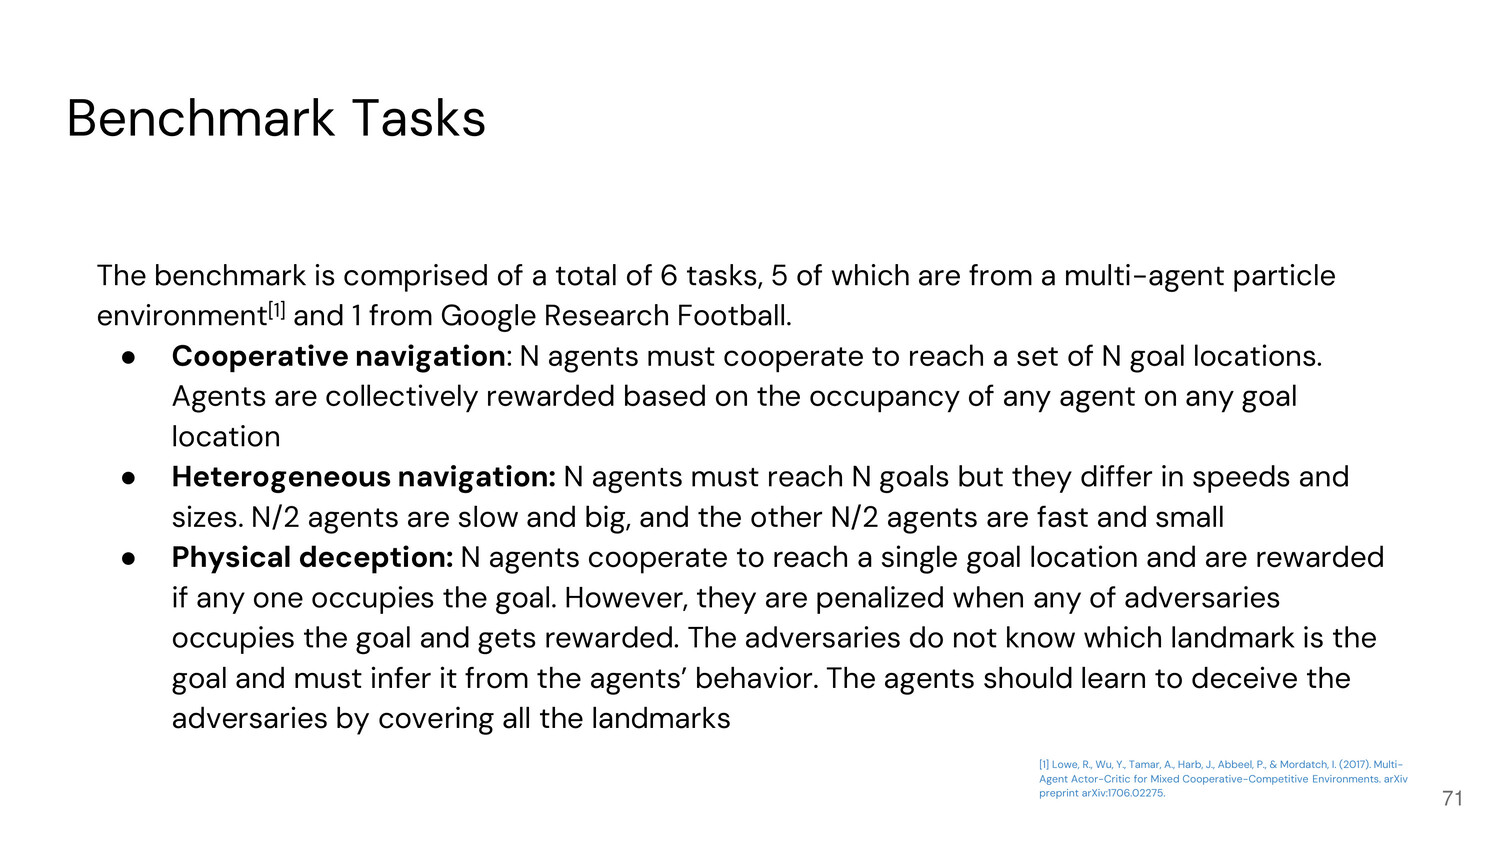 Benchmark Tasks
The benchmark is comprised of a total of 6 tasks, 5 of which are from a multi-agent particle
environment[1] and 1 from Google Research Football.
● Cooperative navigation: N agents must cooperate to reach a set of N goal locations.
Agents are collectively rewarded based on the occupancy of any agent on any goal
location
● Heterogeneous navigation: N agents must reach N goals but they differ in speeds and
sizes. N/2 agents are slow and big, and the other N/2 agents are fast and small
● Physical deception: N agents cooperate to reach a single goal location and are rewarded
if any one occupies the goal. However, they are penalized when any of adversaries
occupies the goal and gets rewarded. The adversaries do not know which landmark is the
goal and must infer it from the agents’ behavior. The agents should learn to deceive the
adversaries by covering all the landmarks
[1] Lowe, R., Wu, Y., Tamar, A., Harb, J., Abbeel, P., & Mordatch, I. (2017). Multi-
Agent Actor-Critic for Mixed Cooperative-Competitive Environments. arXiv
preprint arXiv:1706.02275.
71